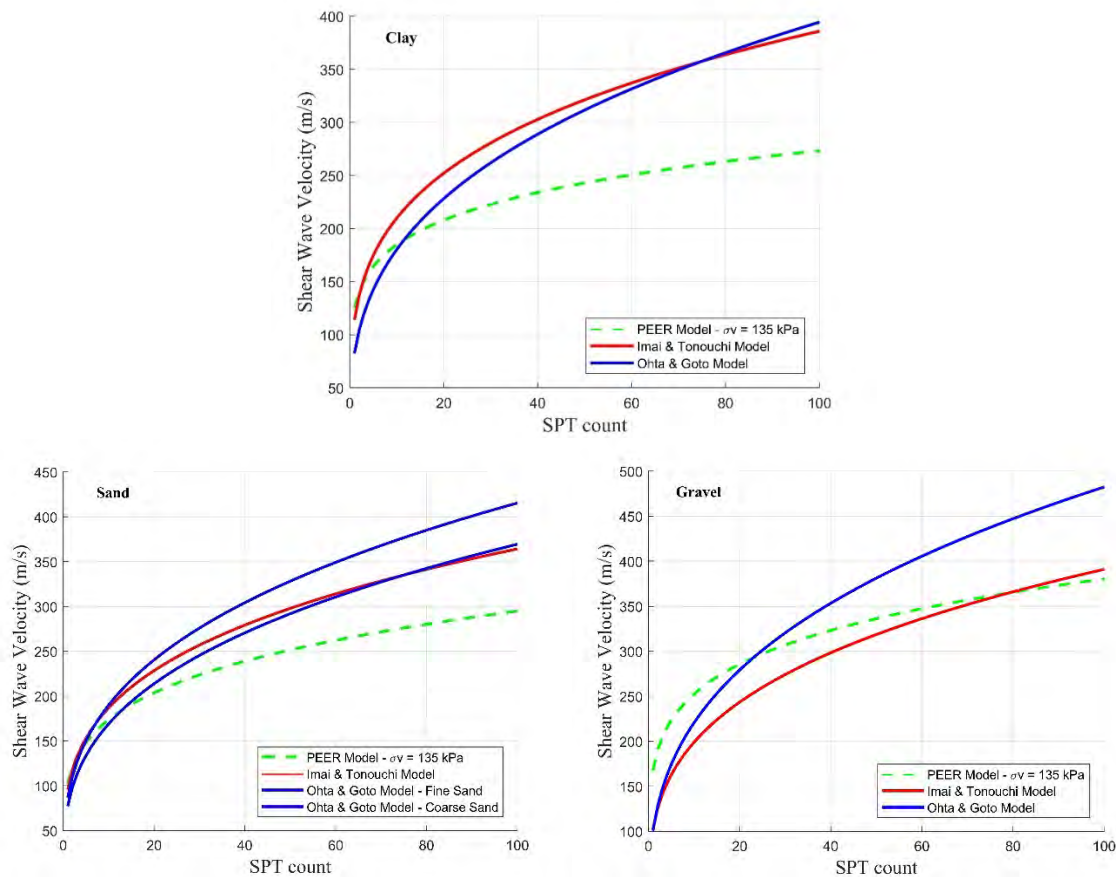 Clay
Shear Wave Velocity (m/s)
400
350
300
250
200
150
100
50
0
20
40
60
80
100
SPT count
PEER Model - σv = 135 kPa
Imai & Tonouchi Model
Ohta & Goto Model
Sand
Shear Wave Velocity (m/s)
450
400
350
300
250
200
150
100
50
0
20
40
60
80
100
SPT count
PEER Model - σv = 135 kPa
Imai & Tonouchi Model
Ohta & Goto Model - Fine Sand
Ohta & Goto Model - Coarse Sand
Gravel
Shear Wave Velocity (m/s)
500
450
400
350
300
250
200
150
100
0
20
40
60
80
100
SPT count
PEER Model - σv = 135 kPa
Imai & Tonouchi Model
Ohta & Goto Model